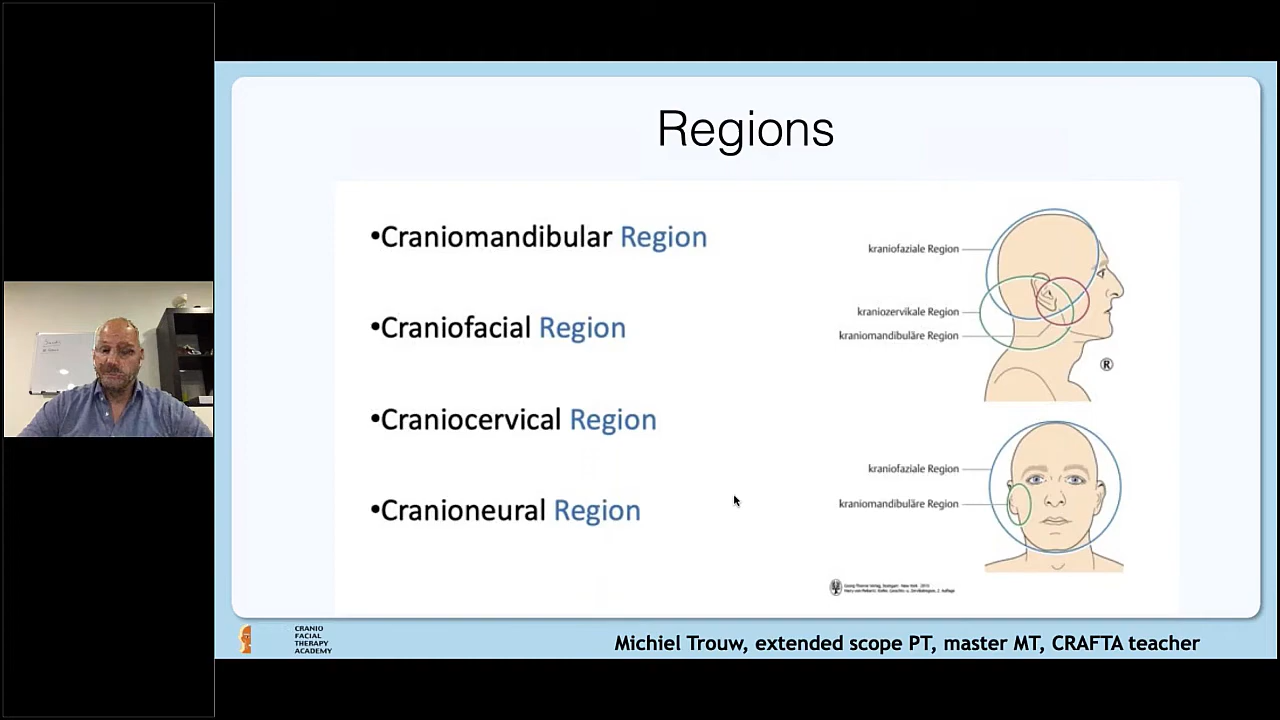 Regions
•Craniomandibular Region
•Craniofacial Region
•Craniocervical Region
•Cranioneural Region
kraniofaziale Region
kraniozervikale Region
kraniomandibuläre Region
®
kraniofaziale Region
kraniomandibuläre Region
CRANIO
FACIAL
THERAPY
ACADEMY
Michiel Trouw, extended scope PT, master MT, CRAFTA teacher